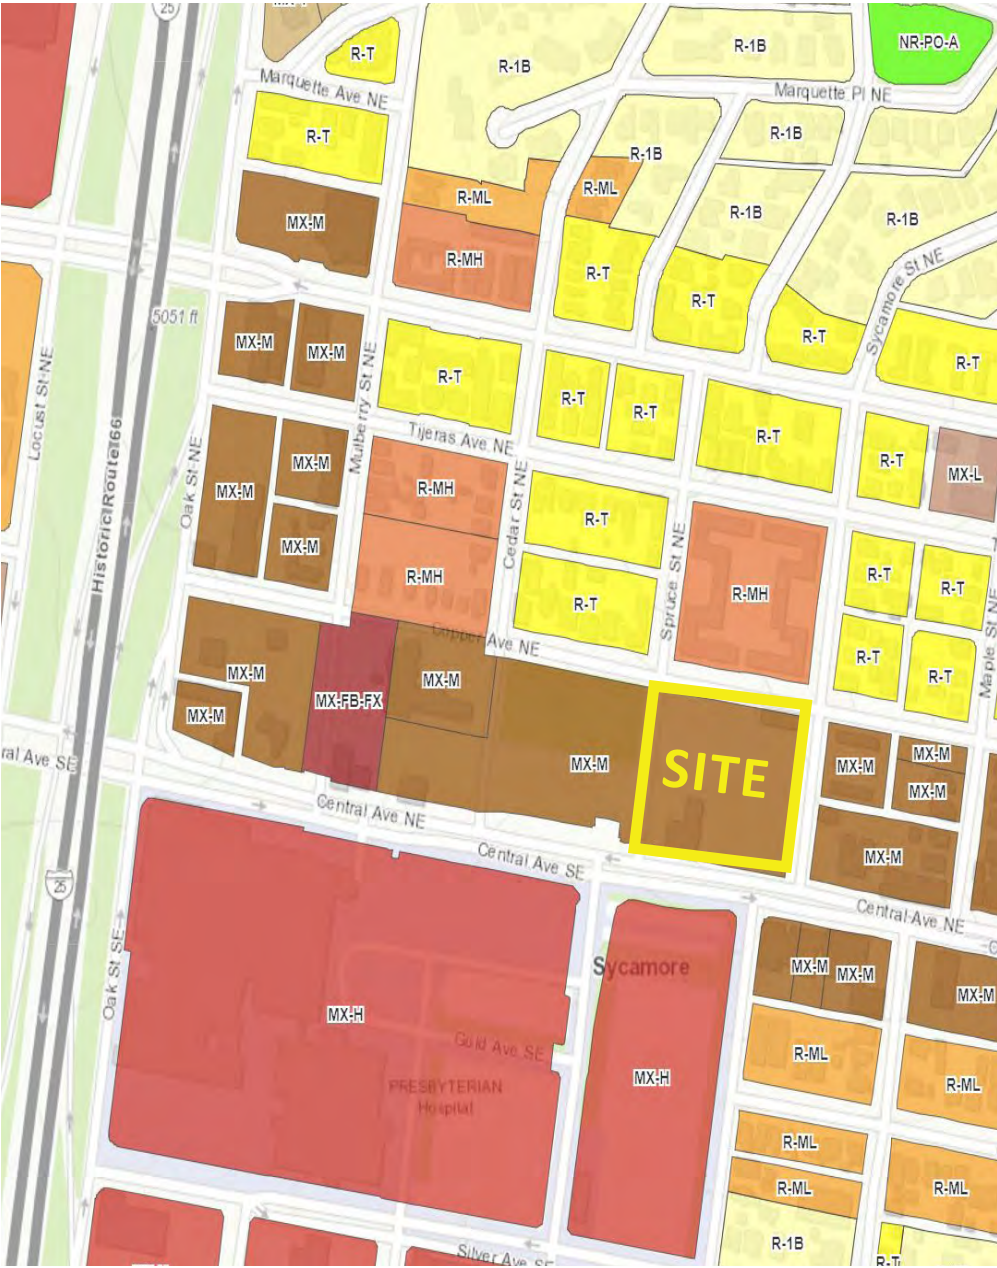 25
R-T
R-1B
R-1B
NR-PO-A
Marquette Ave NE
Marquette Pl NE
R-T
R-1B
R-1B
R-ML
R-ML
MX-M
R-1B
R-1B
R-MH
R-T
Sycamore St NE
R-T
5051 ft
R-T
MX-M
MX-M
R-T
R-T
Locust St NE
Mulberry St NE
R-T
R-T
R-T
Tijeras Ave NE
R-T
MX-M
R-T
MX-L
Oak St NE
MX-M
R-MH
Cedar St NE
Historic Route 66
R-T
MX-M
Spruce St NE
R-MH
R-T
R-T
R-MH
R-T
Maple St NE
Copper Ave NE
R-T
R-T
MX-M
MX-M
MX-FB-FX
MX-M
MX-M
SITE
MX-M
MX-M
MX-M
ral Ave SE
Central Ave NE
Central Ave SE
MX-M
25
Central Ave NE
Oak St SE
Sycamore
MX-M
MX-M
MX-M
MX-H
Gold Ave SE
R-ML
MX-H
R-ML
PRESBYTERIAN
Hospital
R-ML
R-ML
R-ML
R-1B
Silver Ave SE
R-T